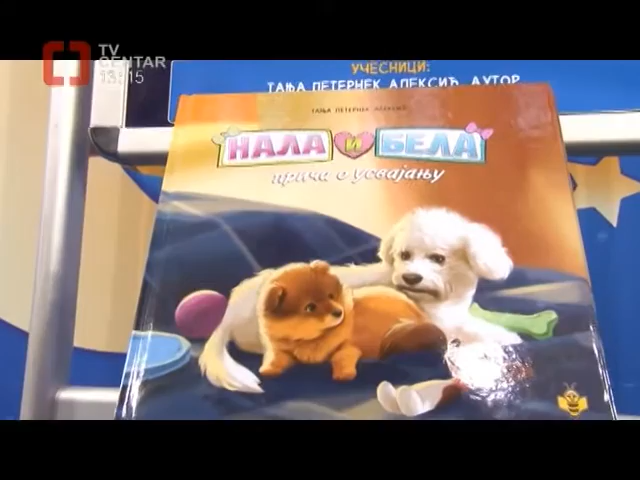 TV
CENTAR
13:15
УЧЕСНИЦИ:
ТАЊА ПЕТЕРНЕК АЛЕКСИЋ, АУТОР
ТАЊА ПЕТЕРНЕК АЛЕКСИЋ
НАЛА И БЕЛА
прича о усвајању